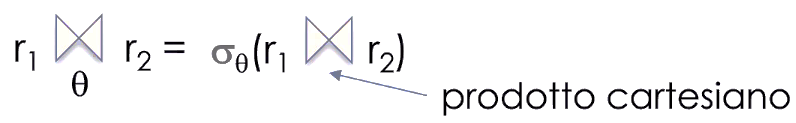 r₁ ⋈ r₂ = σθ(r₁ ⋈ r₂)
θ
prodotto cartesiano